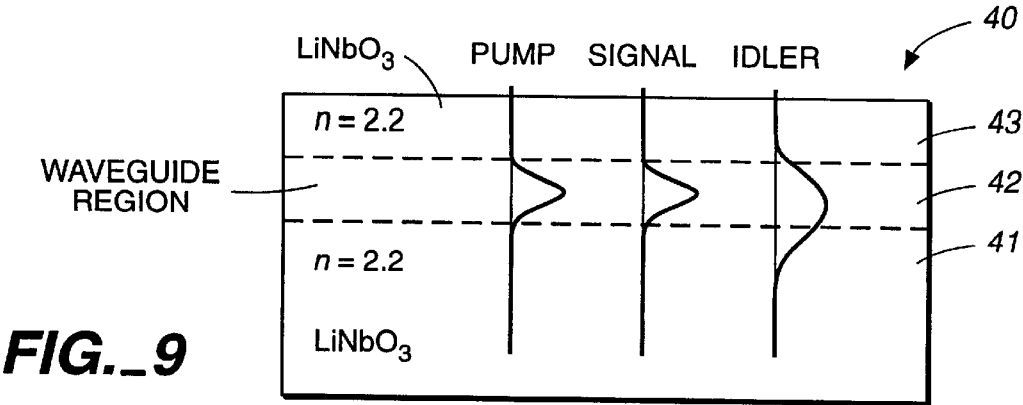 40
LiNbO3 PUMP SIGNAL IDLER
n = 2.2
43
WAVEGUIDE
REGION
42
41
n = 2.2
LiNbO3
FIG._9